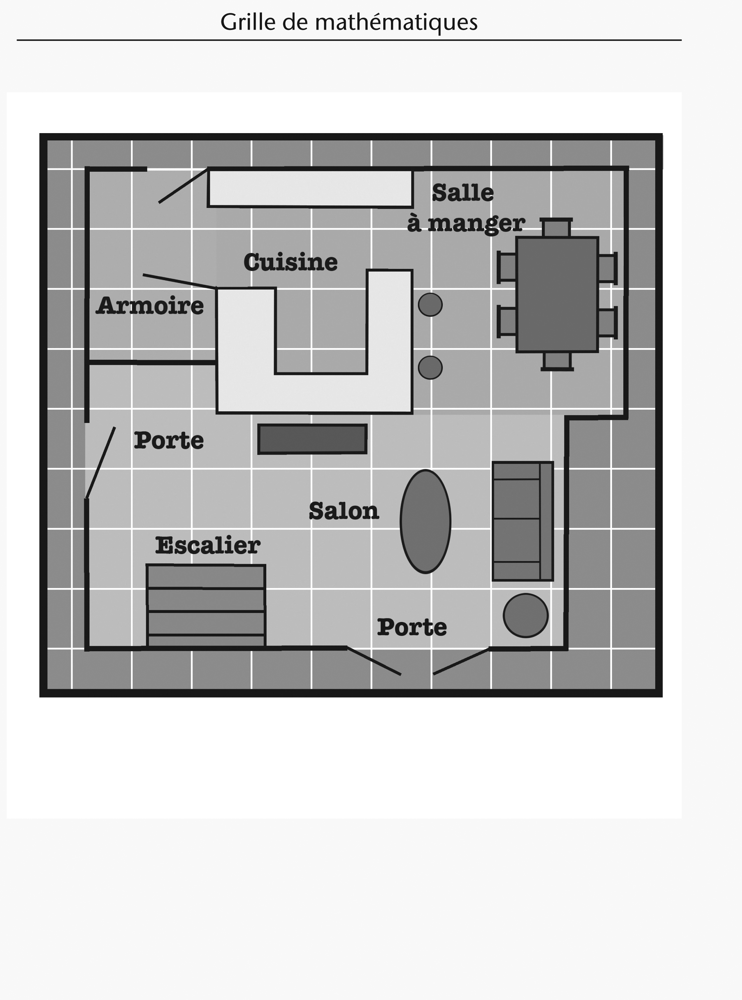 Grille de mathématiques
Salle
à manger
Cuisine
Armoire
Porte
Salon
Escalier
Porte